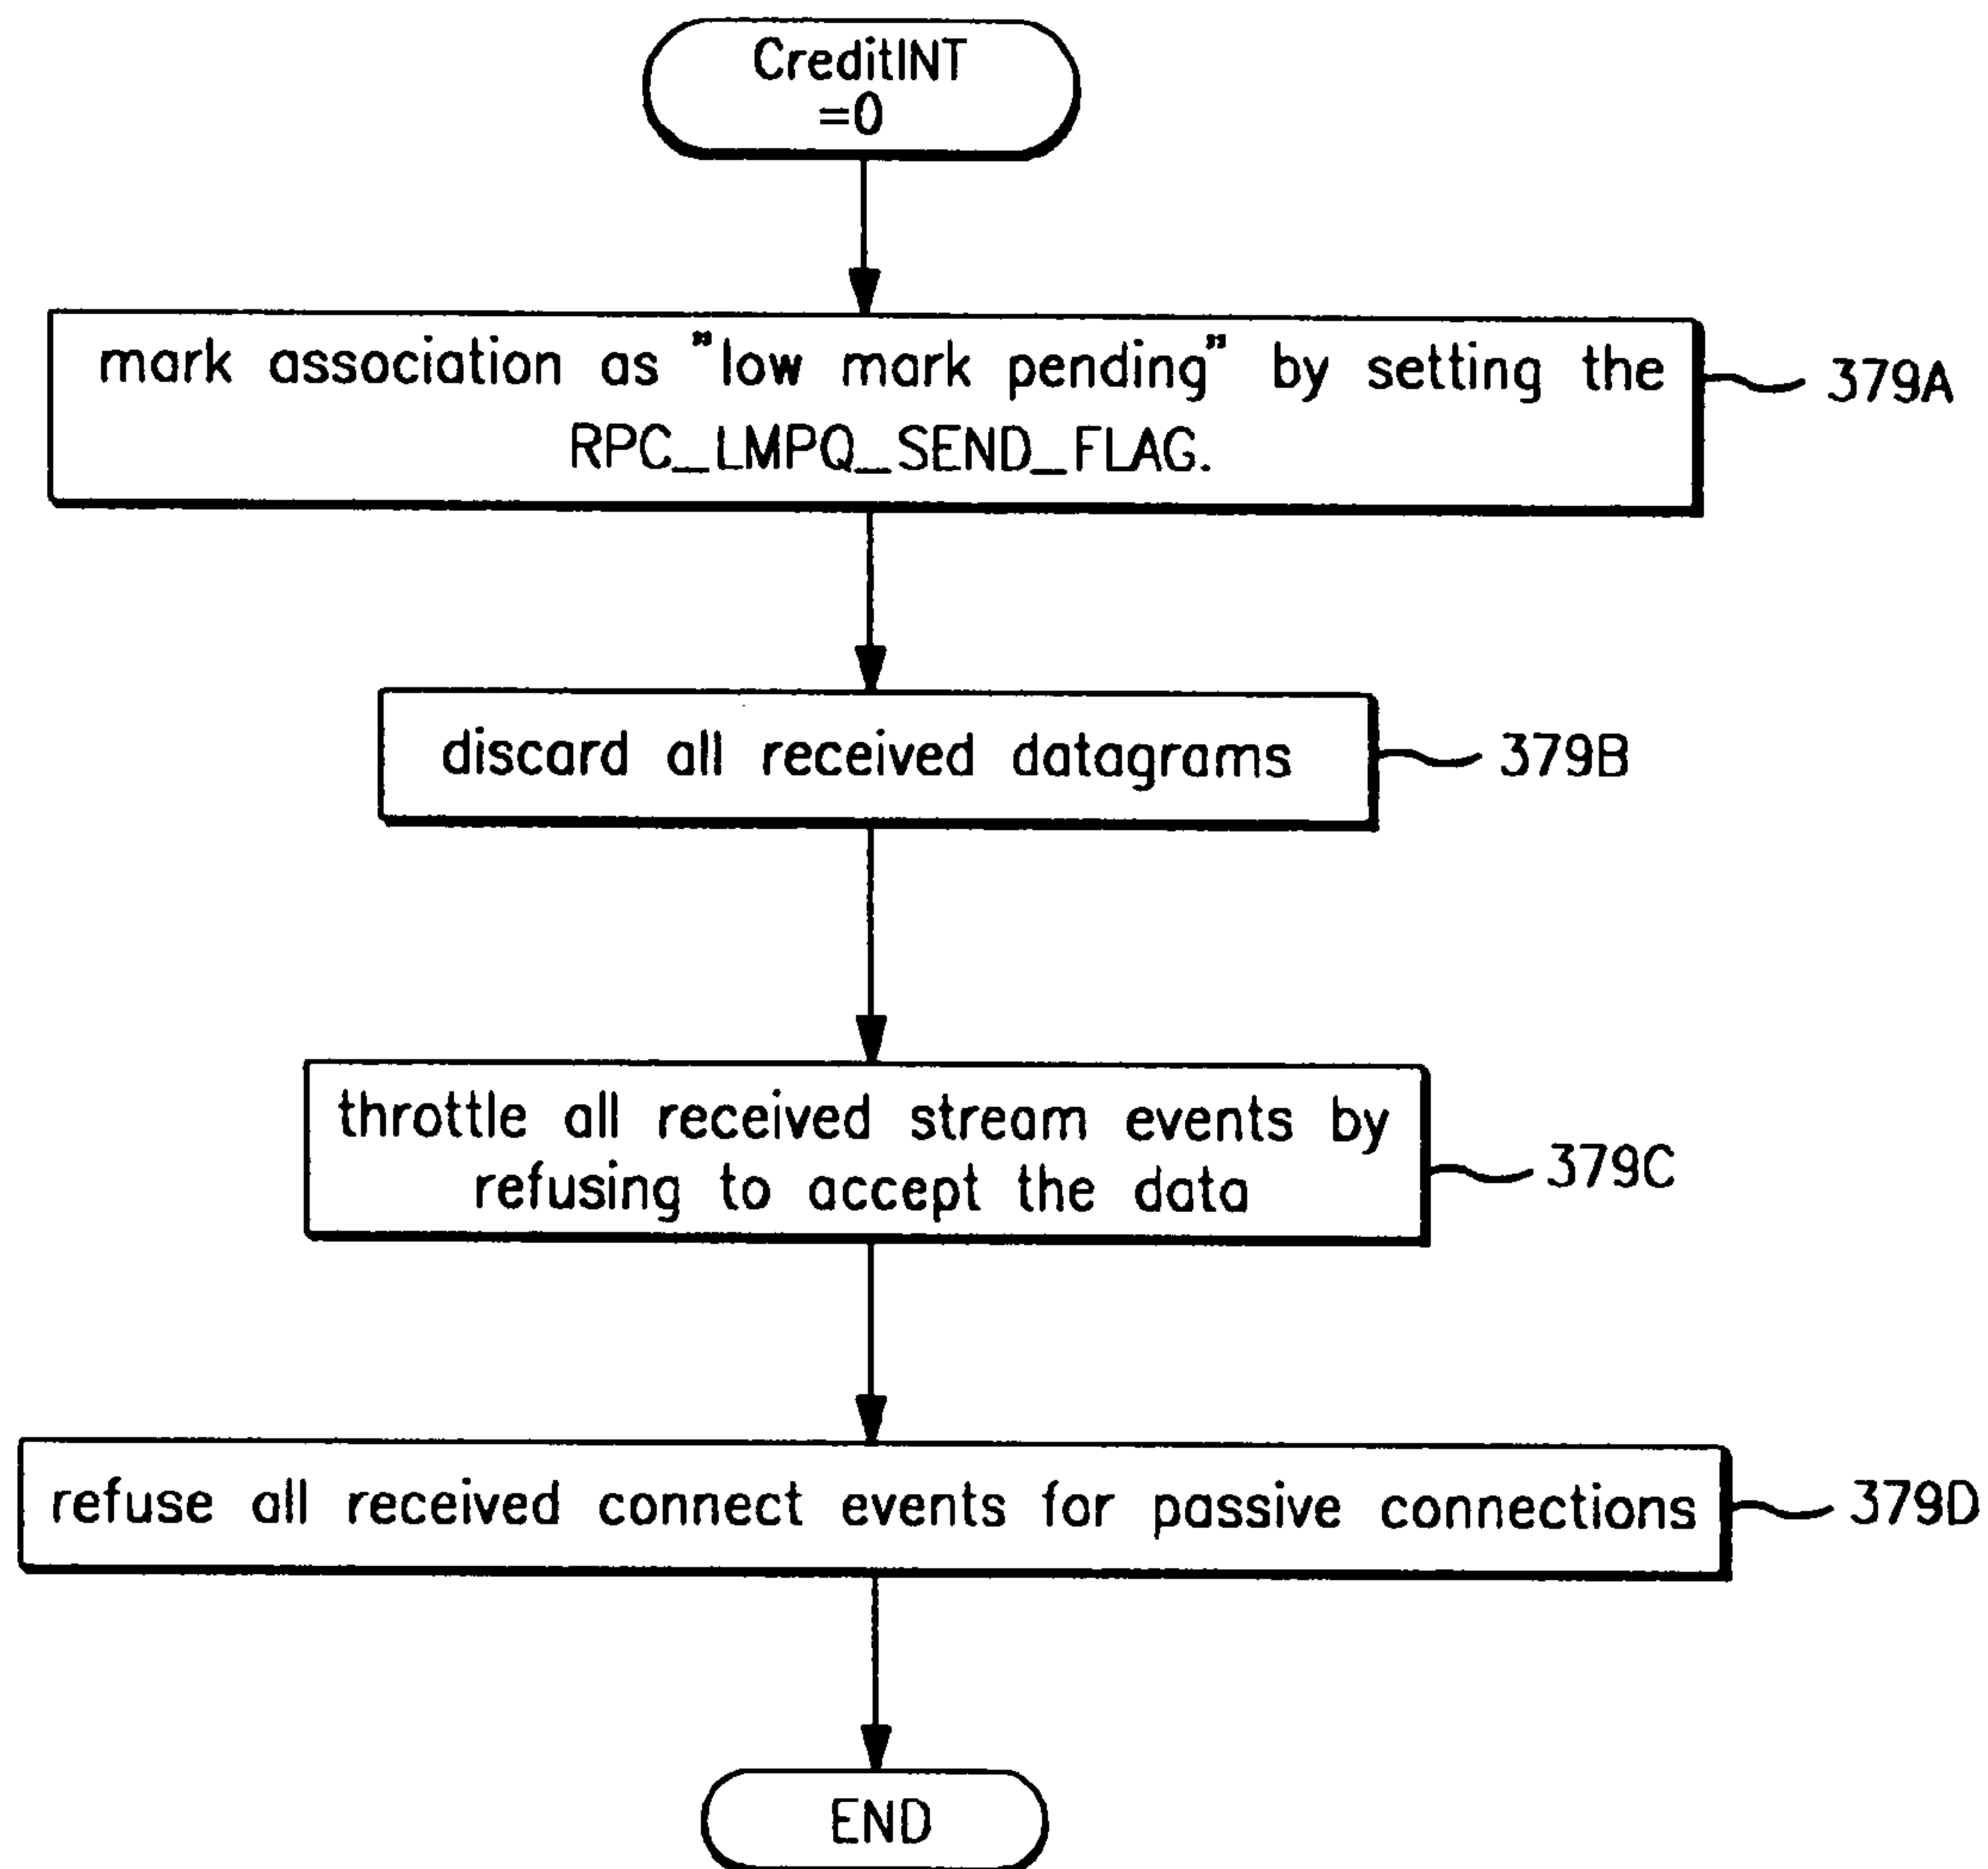 CreditINT
=0
mark association as "low mark pending" by setting the
RPC_LMPQ_SEND_FLAG.
379A
discard all received datagrams
379B
throttle all received stream events by
refusing to accept the data
379C
refuse all received connect events for passive connections
379D
END